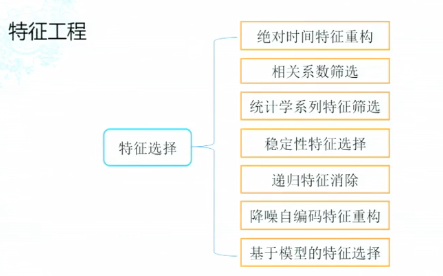 特征工程
绝对时间特征重构
相关系数筛选
统计学系列特征筛选
特征选择
稳定性特征选择
递归特征消除
降噪自编码特征重构
基于模型的特征选择